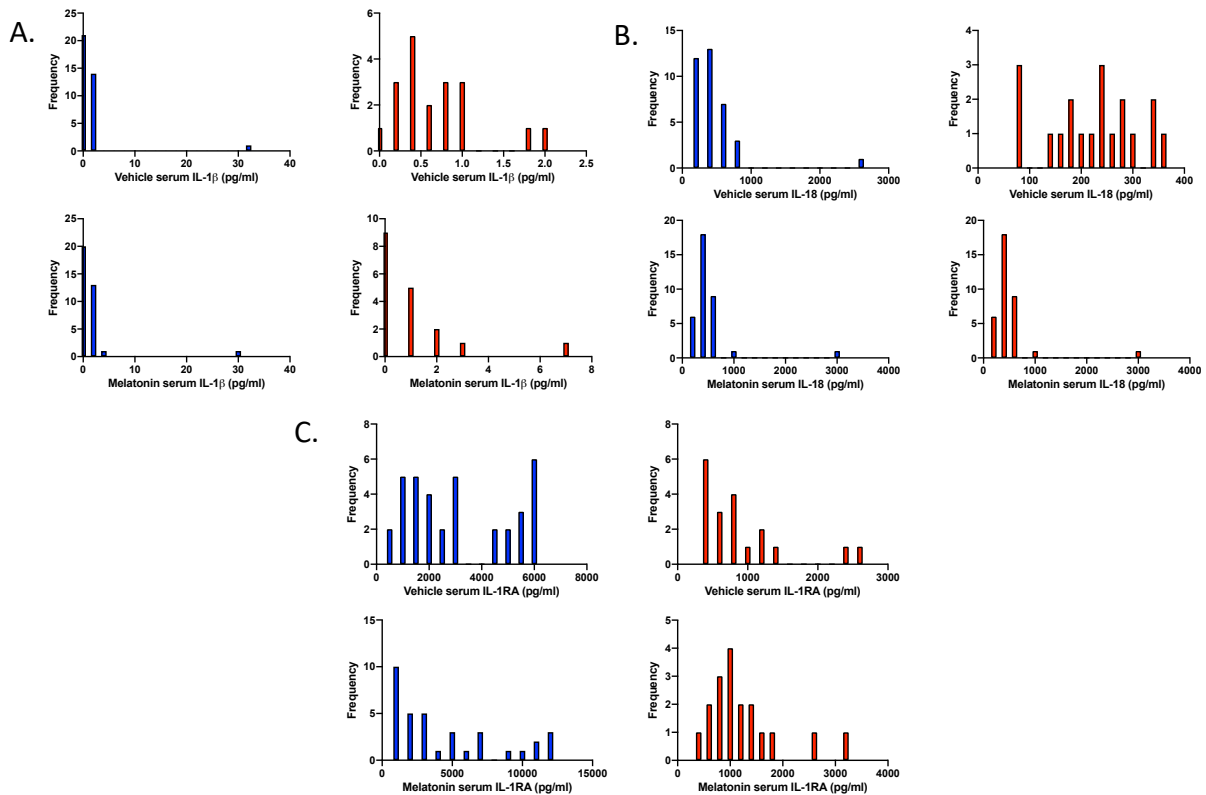 A.
25
20
15
10
5
0
Frequency
0 10 20 30 40
Vehicle serum IL-1β (pg/ml)
6
4
2
0
Frequency
0.0 0.5 1.0 1.5 2.0 2.5
Vehicle serum IL-1β (pg/ml)
25
20
15
10
5
0
Frequency
0 10 20 30 40
Melatonin serum IL-1β (pg/ml)
10
8
6
4
2
0
Frequency
0 2 4 6 8
Melatonin serum IL-1β (pg/ml)
B.
15
10
5
0
Frequency
0 1000 2000 3000
Vehicle serum IL-18 (pg/ml)
4
3
2
1
0
Frequency
0 100 200 300 400
Vehicle serum IL-18 (pg/ml)
20
15
10
5
0
Frequency
0 1000 2000 3000 4000
Melatonin serum IL-18 (pg/ml)
20
15
10
5
0
Frequency
0 1000 2000 3000 4000
Melatonin serum IL-18 (pg/ml)
C.
8
6
4
2
0
Frequency
0 2000 4000 6000 8000
Vehicle serum IL-1RA (pg/ml)
8
6
4
2
0
Frequency
0 1000 2000 3000
Vehicle serum IL-1RA (pg/ml)
15
10
5
0
Frequency
0 5000 10000 15000
Melatonin serum IL-1RA (pg/ml)
5
4
3
2
1
0
Frequency
0 1000 2000 3000 4000
Melatonin serum IL-1RA (pg/ml)